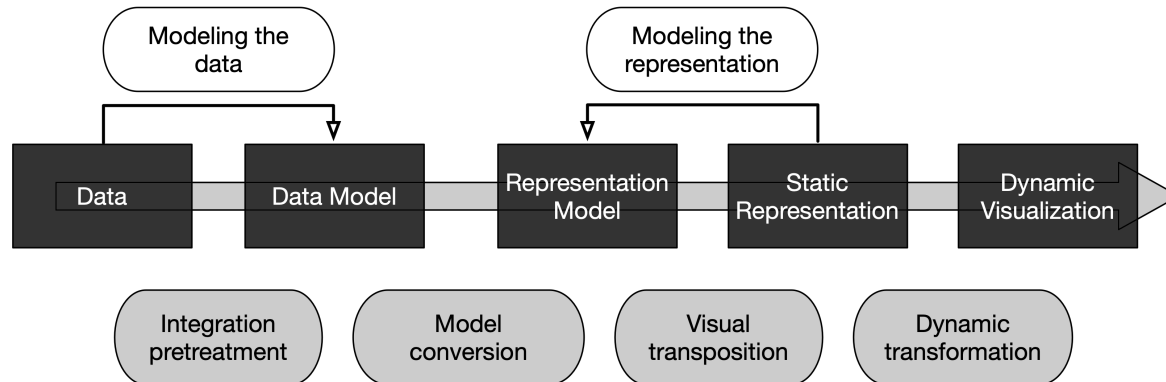 Modeling the
data
Modeling the
representation
Data
Data Model
Representation
Model
Static
Representation
Dynamic
Visualization
Integration
pretreatment
Model
conversion
Visual
transposition
Dynamic
transformation